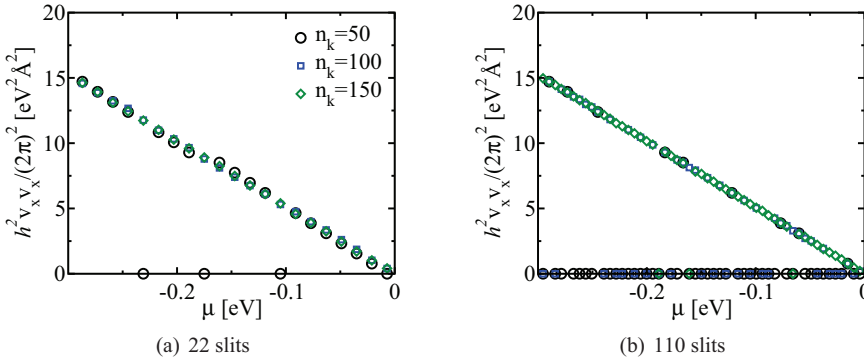 20
15
10
5
0
h²vₓvₓ/(2π)² [eV²Å²]
-0.2
-0.1
0
μ [eV]
n_k=50
n_k=100
n_k=150
(a) 22 slits
20
15
10
5
0
h²vₓvₓ/(2π)² [eV²Å²]
-0.2
-0.1
0
μ [eV]
(b) 110 slits